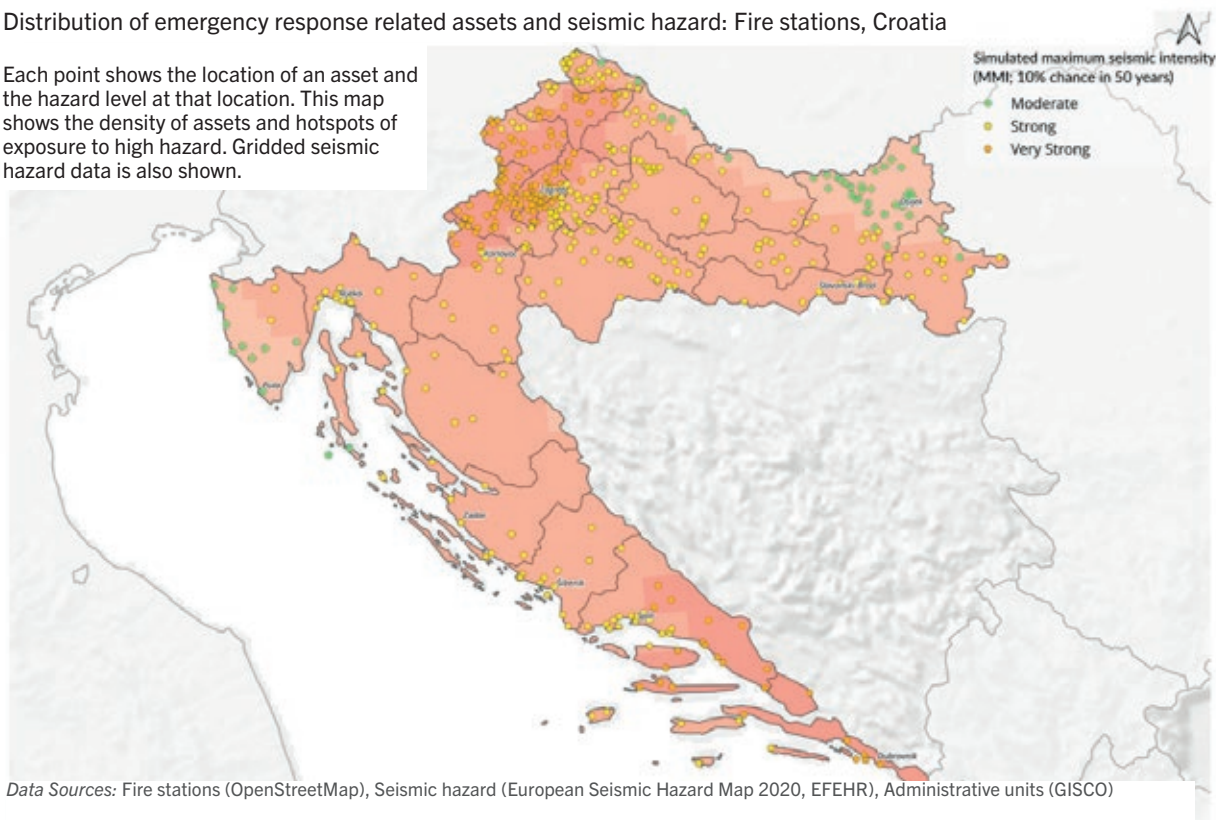 Distribution of emergency response related assets and seismic hazard: Fire stations, Croatia
Each point shows the location of an asset and
the hazard level at that location. This map
shows the density of assets and hotspots of
exposure to high hazard. Gridded seismic
hazard data is also shown.
Simulated maximum seismic intensity
(MMI; 10% chance in 50 years)
Moderate
Strong
Very Strong
Zagreb
Osijek
Karlovac
Slavonski Brod
Rijeka
Pula
Zadar
Šibenik
Dubrovnik
Data Sources: Fire stations (OpenStreetMap), Seismic hazard (European Seismic Hazard Map 2020, EFEHR), Administrative units (GISCO)